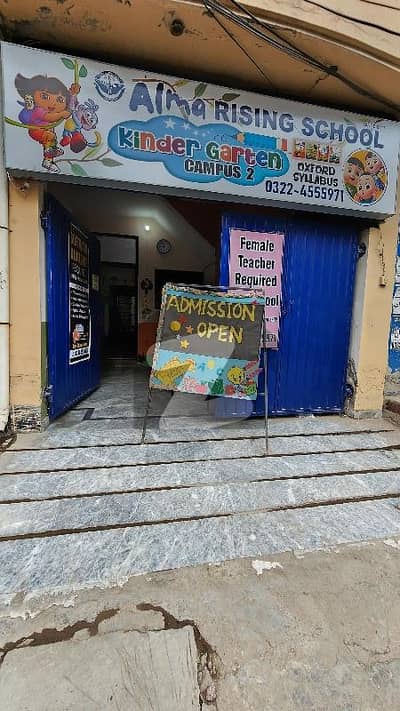 Alma RISING SCHOOL
Kinder Garten
CAMPUS 2
OXFORD
SYLLABUS
0322-4555971
Female
Teacher
Required
ADMISSION
OPEN